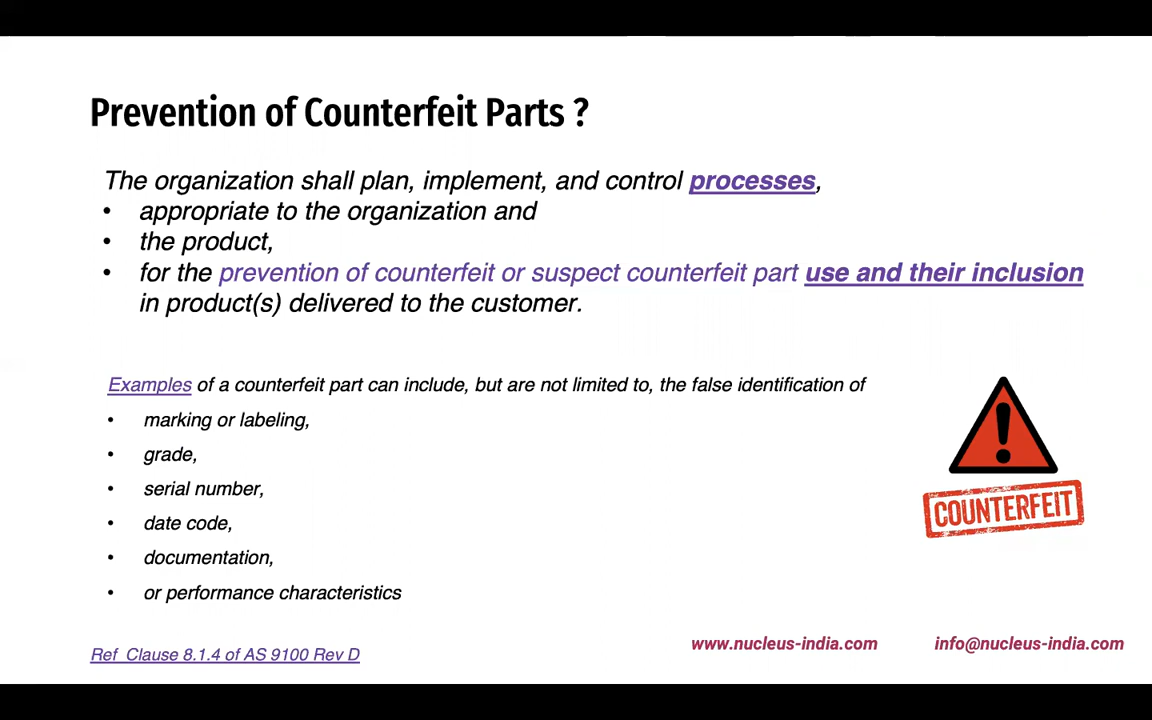 Prevention of Counterfeit Parts ?
The organization shall plan, implement, and control processes,
• appropriate to the organization and
• the product,
• for the prevention of counterfeit or suspect counterfeit part use and their inclusion
in product(s) delivered to the customer.
Examples of a counterfeit part can include, but are not limited to, the false identification of
• marking or labeling,
• grade,
• serial number,
• date code,
• documentation,
• or performance characteristics
COUNTERFEIT
Ref Clause 8.1.4 of AS 9100 Rev D
www.nucleus-india.com info@nucleus-india.com